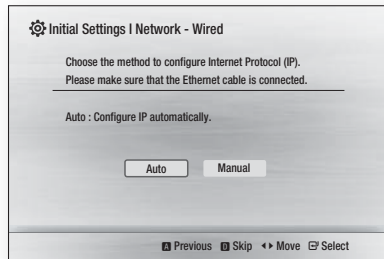 Initial Settings I Network - Wired
Choose the method to configure Internet Protocol (IP).
Please make sure that the Ethernet cable is connected.
Auto : Configure IP automatically.
Auto Manual
A Previous D Skip Move Select